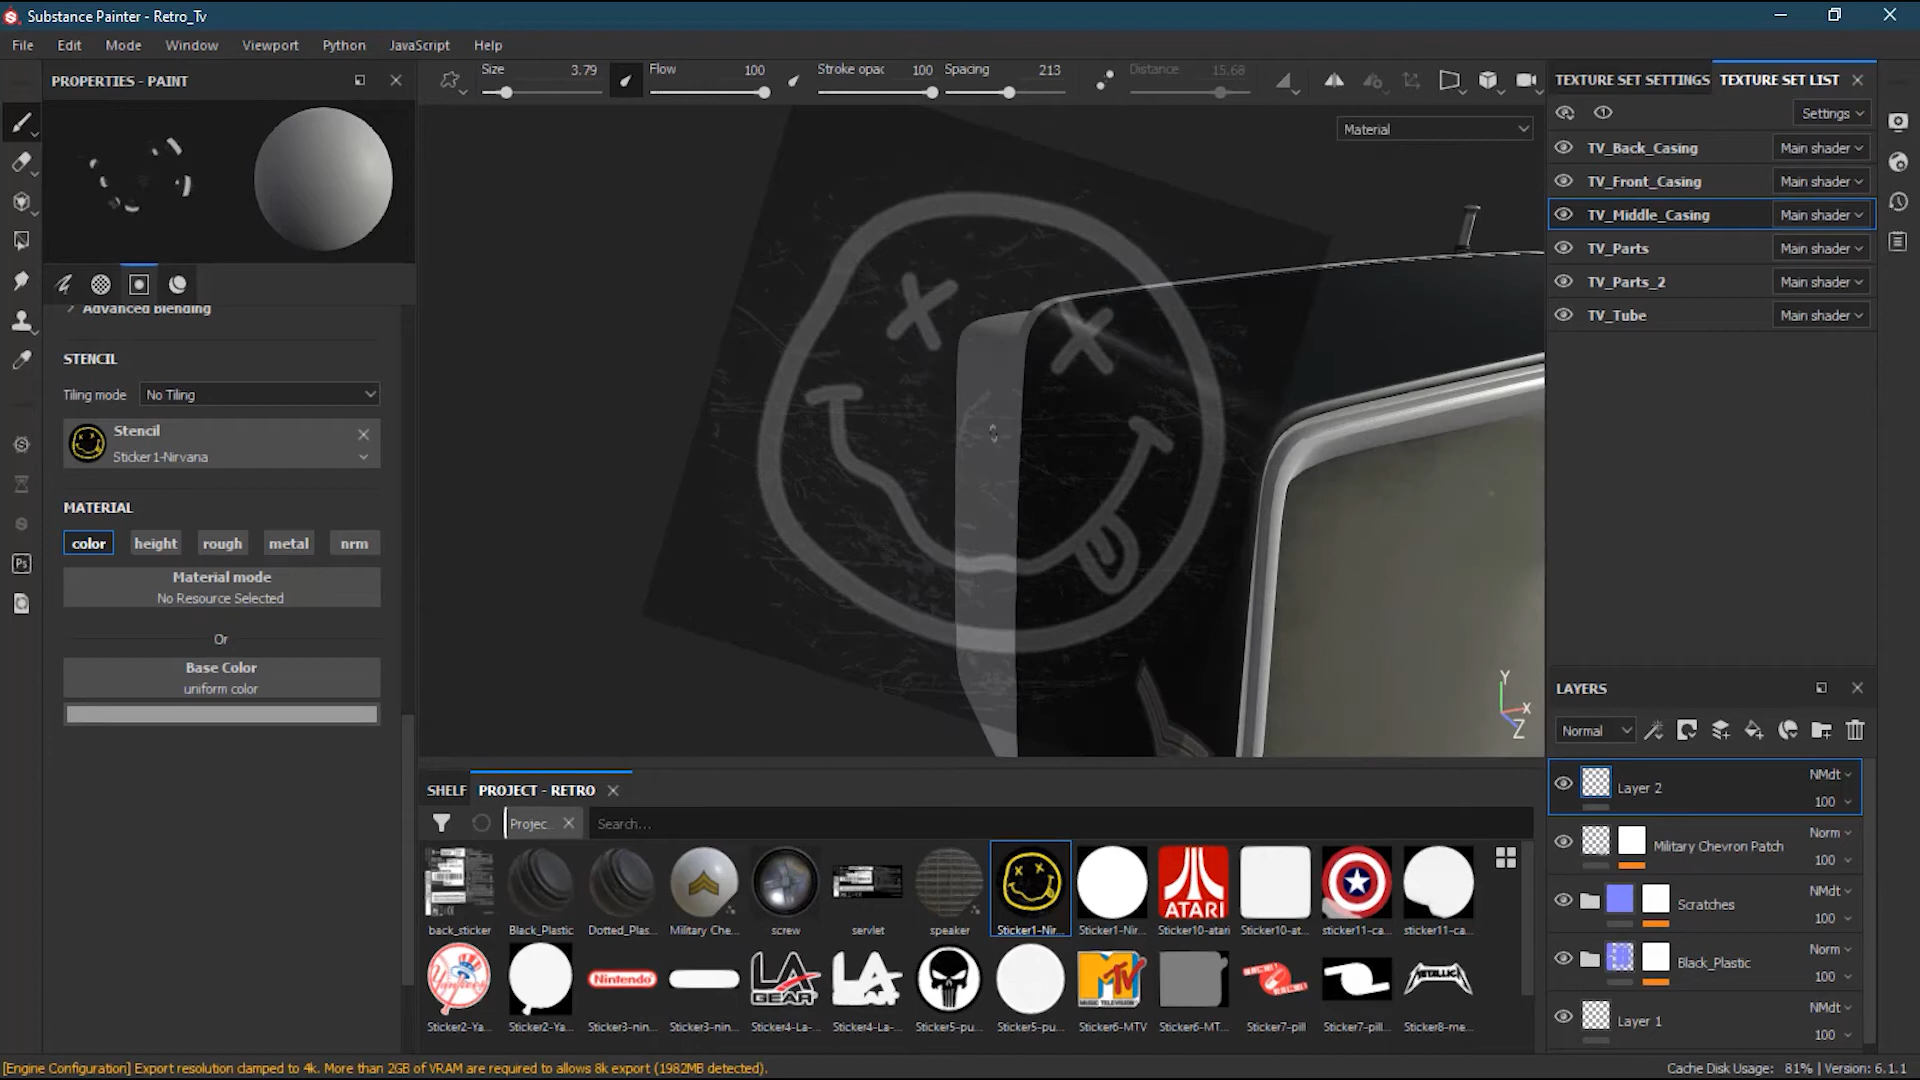 Substance Painter - Retro_Tv
File Edit Mode Window Viewport Python JavaScript Help
PROPERTIES - PAINT
Size 3.79 Flow 100 Stroke opac 100 Spacing 213 Distance 15.68
Material
TEXTURE SET SETTINGS TEXTURE SET LIST
Settings
TV_Back_Casing Main shader
TV_Front_Casing Main shader
TV_Middle_Casing Main shader
TV_Parts Main shader
TV_Parts_2 Main shader
TV_Tube Main shader
Advanced Blending
STENCIL
Tiling mode No Tiling
Stencil
Sticker1-Nirvana
MATERIAL
color height rough metal nrm
Material mode
No Resource Selected
Or
Base Color
uniform color
Y
X
Z
LAYERS
Normal
Layer 2 NMdt
100
Military Chevron Patch Norm
100
Scratches NMdt
100
Black_Plastic Norm
100
Layer 1 NMdt
100
SHELF PROJECT - RETRO
Projec... Search...
ATARI
back_sticker Black_Plastic Dotted_Plas... Military Che... screw servlet speaker Sticker1-Nir... Sticker1-Nir... Sticker10-atari Sticker10-at... sticker11-ca... sticker11-ca...
Yankees Nintendo LA GEAR LA GEAR MTV MUSIC TELEVISION METALLICA
Sticker2-Ya... Sticker2-Ya... Sticker3-nin... Sticker3-nin... Sticker4-La-... Sticker4-La-... Sticker5-pu... Sticker5-pu... Sticker6-MTV Sticker6-MT... Sticker7-pill Sticker7-pill... Sticker8-me...
[Engine Configuration] Export resolution clamped to 4k. More than 2GB of VRAM are required to allows 8k export (1982MB detected).
Cache Disk Usage: 81% | Version: 6.1.1